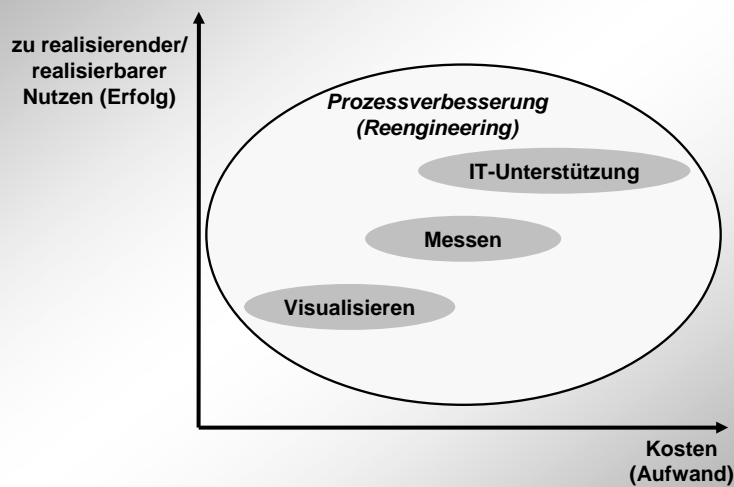 zu realisierender/
realisierbarer
Nutzen (Erfolg)
Prozessverbesserung
(Reengineering)
IT-Unterstützung
Messen
Visualisieren
Kosten
(Aufwand)